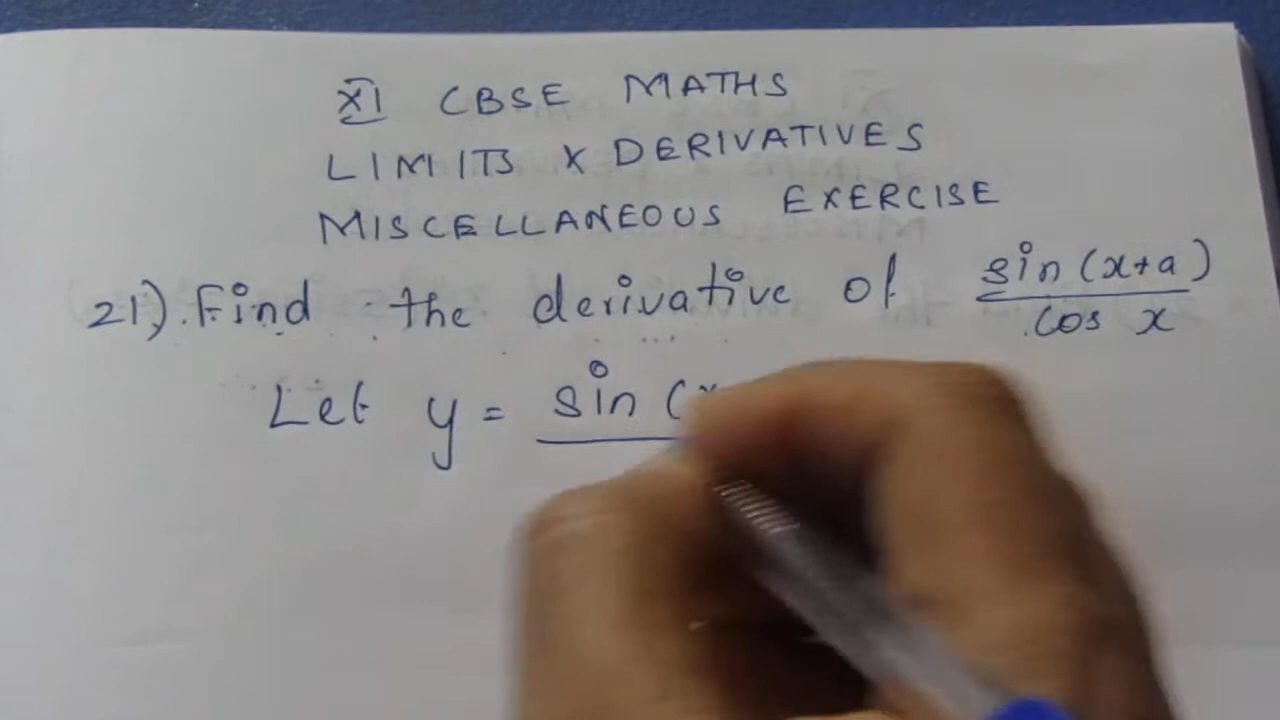 XI CBSE MATHS
LIMITS & DERIVATIVES
MISCELLANEOUS EXERCISE
21). Find the derivative of sin(x+a)/cos x
Let y = sin (x